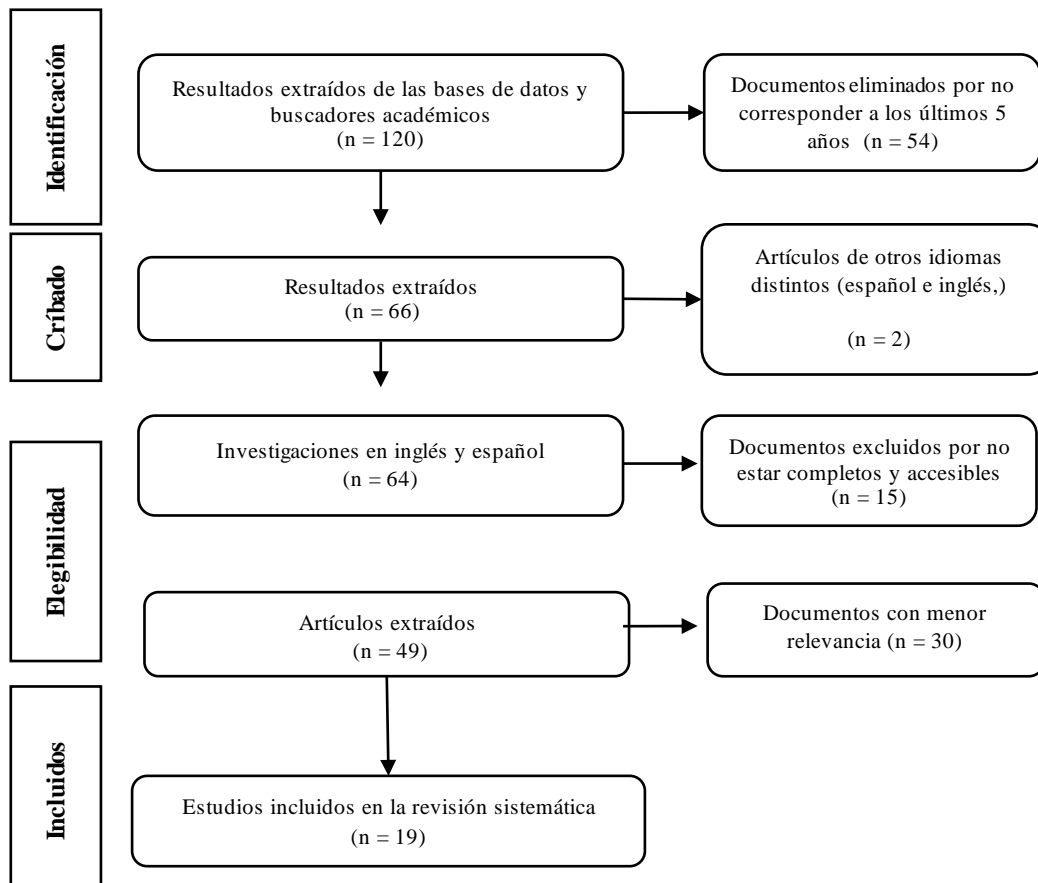 Identificación
Resultados extraídos de las bases de datos y
buscadores académicos
(n = 120)
Documentos eliminados por no
corresponder a los últimos 5
años (n = 54)
Críbado
Resultados extraídos
(n = 66)
Artículos de otros idiomas
distintos (español e inglés,)
(n = 2)
Elegibilidad
Investigaciones en inglés y español
(n = 64)
Documentos excluidos por no
estar completos y accesibles
(n = 15)
Artículos extraídos
(n = 49)
Documentos con menor
relevancia (n = 30)
Incluidos
Estudios incluidos en la revisión sistemática
(n = 19)